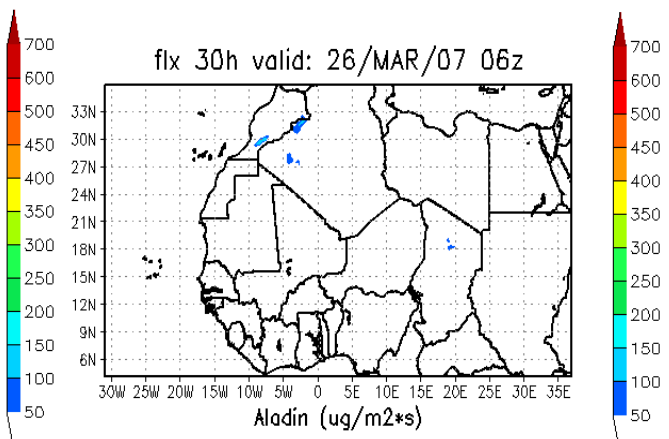 flx 30h valid: 26/MAR/07 06z
700
600
500
450
400
350
300
250
200
150
100
50
33N
30N
27N
24N
21N
18N
15N
12N
9N
6N
30W 25W 20W 15W 10W 5W 0 5E 10E 15E 20E 25E 30E 35E
Aladin (ug/m2*s)
700
600
500
450
400
350
300
250
200
150
100
50